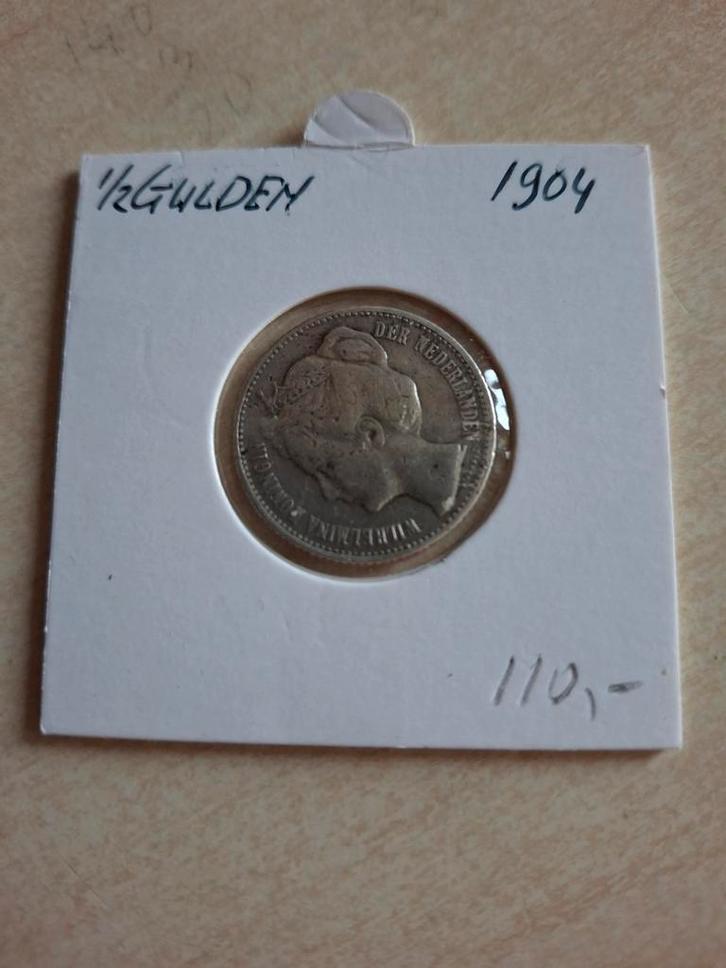 1/2 GULDEN 1904
WILHELMINA KONINGIN DER NEDERLANDEN
110,-